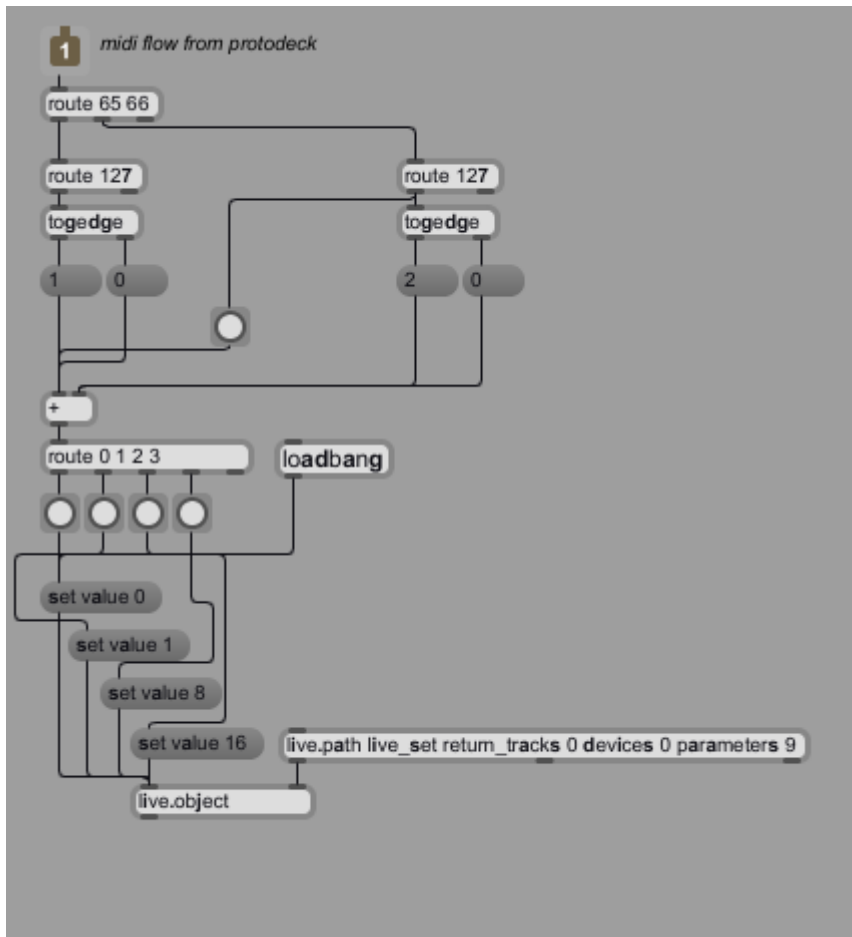 1 midi flow from protodeck
route 65 66
route 127 route 127
togedge togedge
1 0 2 0
+
route 0 1 2 3 loadbang
set value 0
set value 1
set value 8
set value 16 live.path live_set return_tracks 0 devices 0 parameters 9
live.object